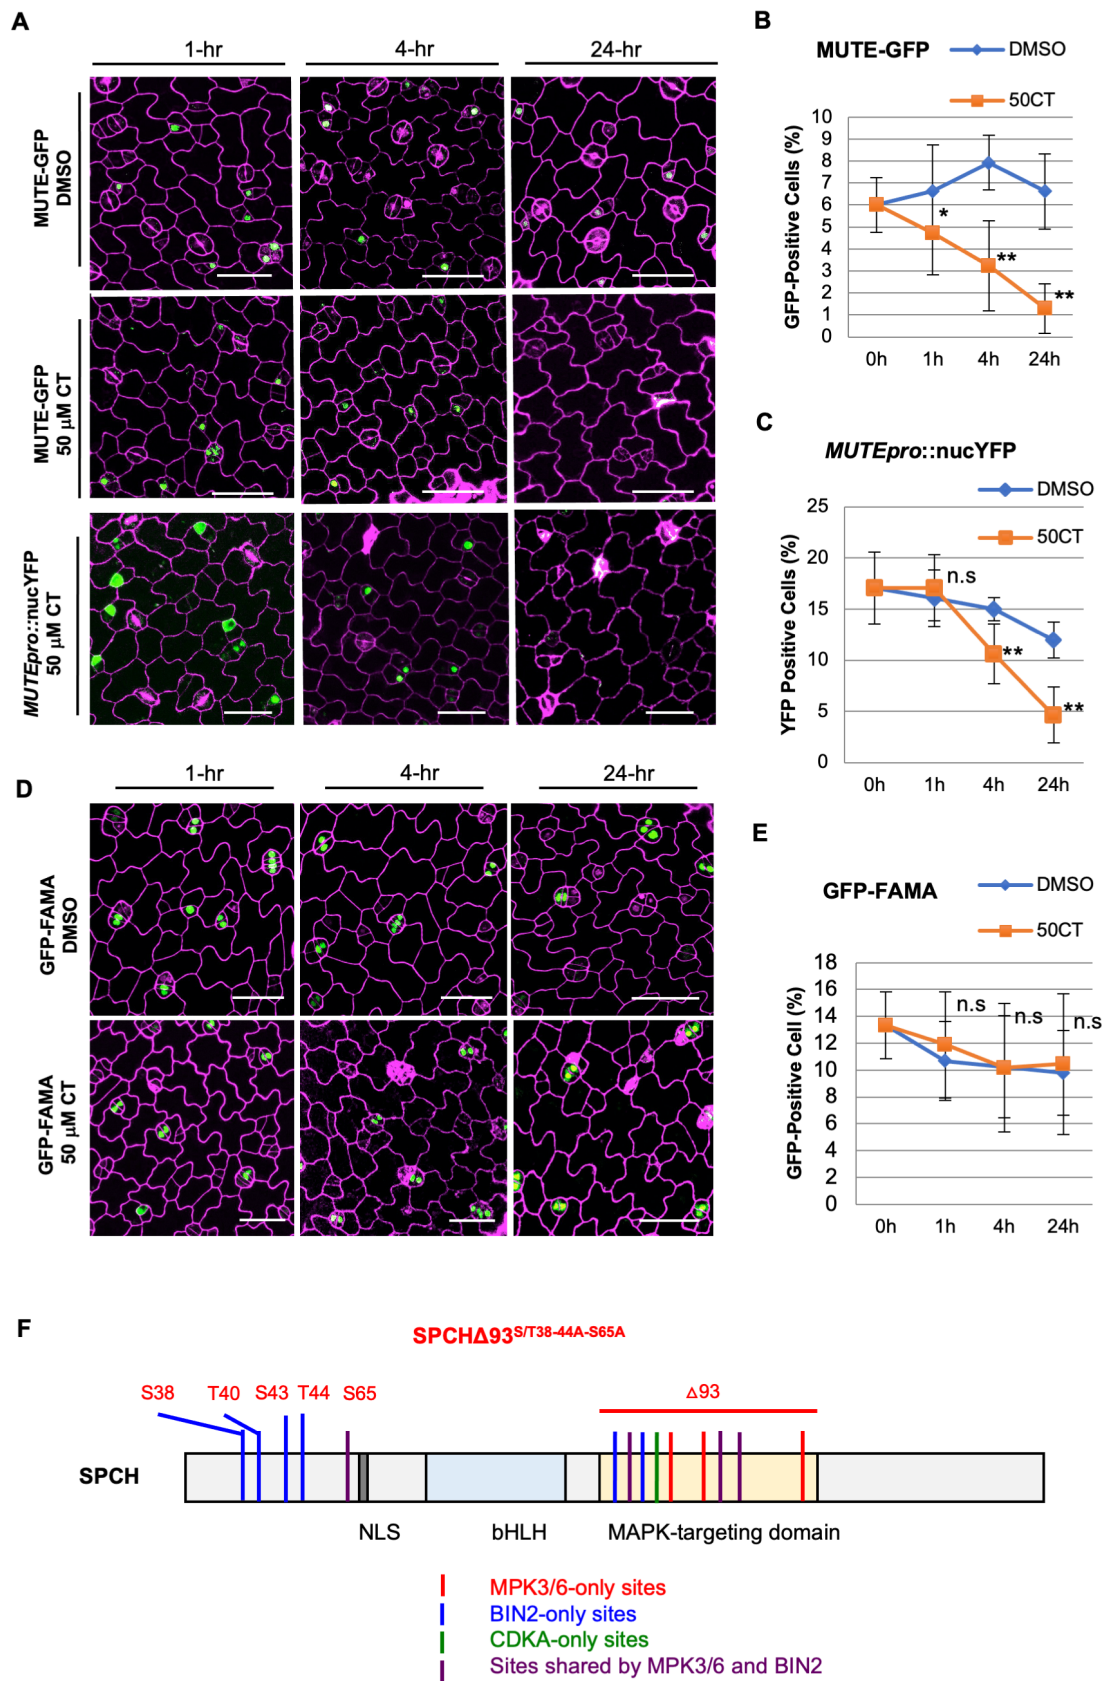 A
1-hr
4-hr
24-hr
MUTE-GFP
DMSO
MUTE-GFP
50 µM CT
MUTEpro::nucYFP
50 µM CT
B
MUTE-GFP
DMSO
50CT
GFP-Positive Cells (%)
10
9
8
7
6
5
4
3
2
1
0
*
**
**
0h 1h 4h 24h
C
MUTEpro::nucYFP
DMSO
50CT
YFP Positive Cells (%)
25
20
15
10
5
0
n.s
**
**
0h 1h 4h 24h
D
1-hr
4-hr
24-hr
GFP-FAMA
DMSO
GFP-FAMA
50 µM CT
E
GFP-FAMA
DMSO
50CT
GFP-Positive Cell (%)
18
16
14
12
10
8
6
4
2
0
n.s
n.s
n.s
0h 1h 4h 24h
F
SPCHΔ93S/T38-44A-S65A
S38 T40 S43 T44 S65
Δ93
SPCH
NLS bHLH MAPK-targeting domain
MPK3/6-only sites
BIN2-only sites
CDKA-only sites
Sites shared by MPK3/6 and BIN2